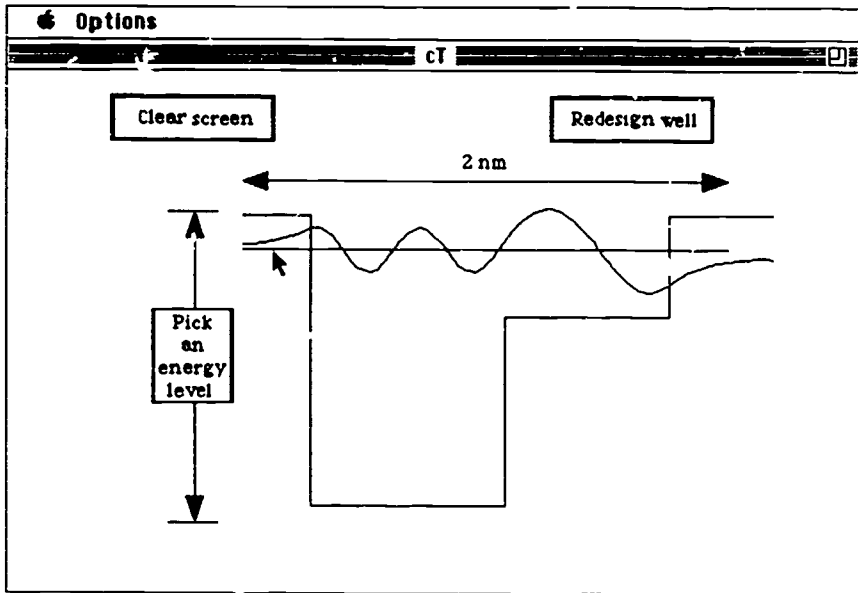 Options
cT
Clear screen
Redesign well
2 nm
Pick
an
energy
level